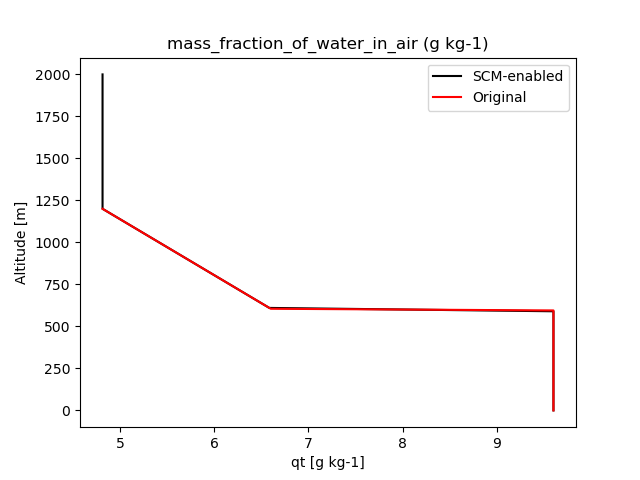 mass_fraction_of_water_in_air (g kg-1)
SCM-enabled
Original
2000
1750
1500
1250
1000
750
500
250
0
Altitude [m]
5 6 7 8 9
qt [g kg-1]